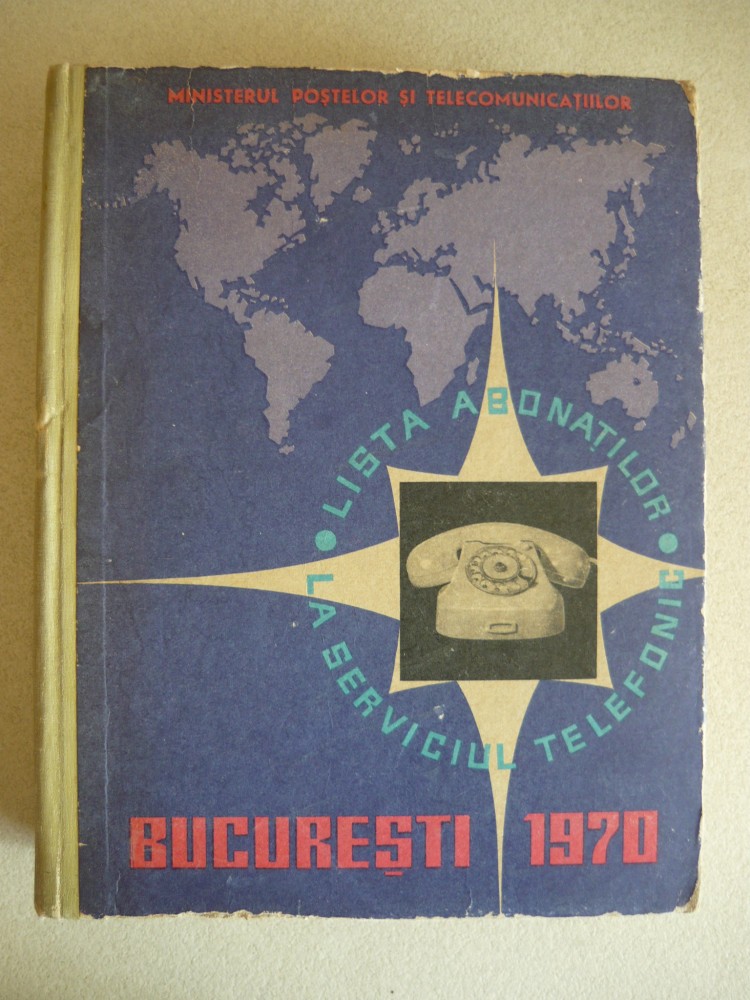 MINISTERUL POȘTELOR ȘI TELECOMUNICAȚIILOR
LISTA ABONAȚILOR
LA SERVICIUL TELEFONIC
BUCUREȘTI 1970